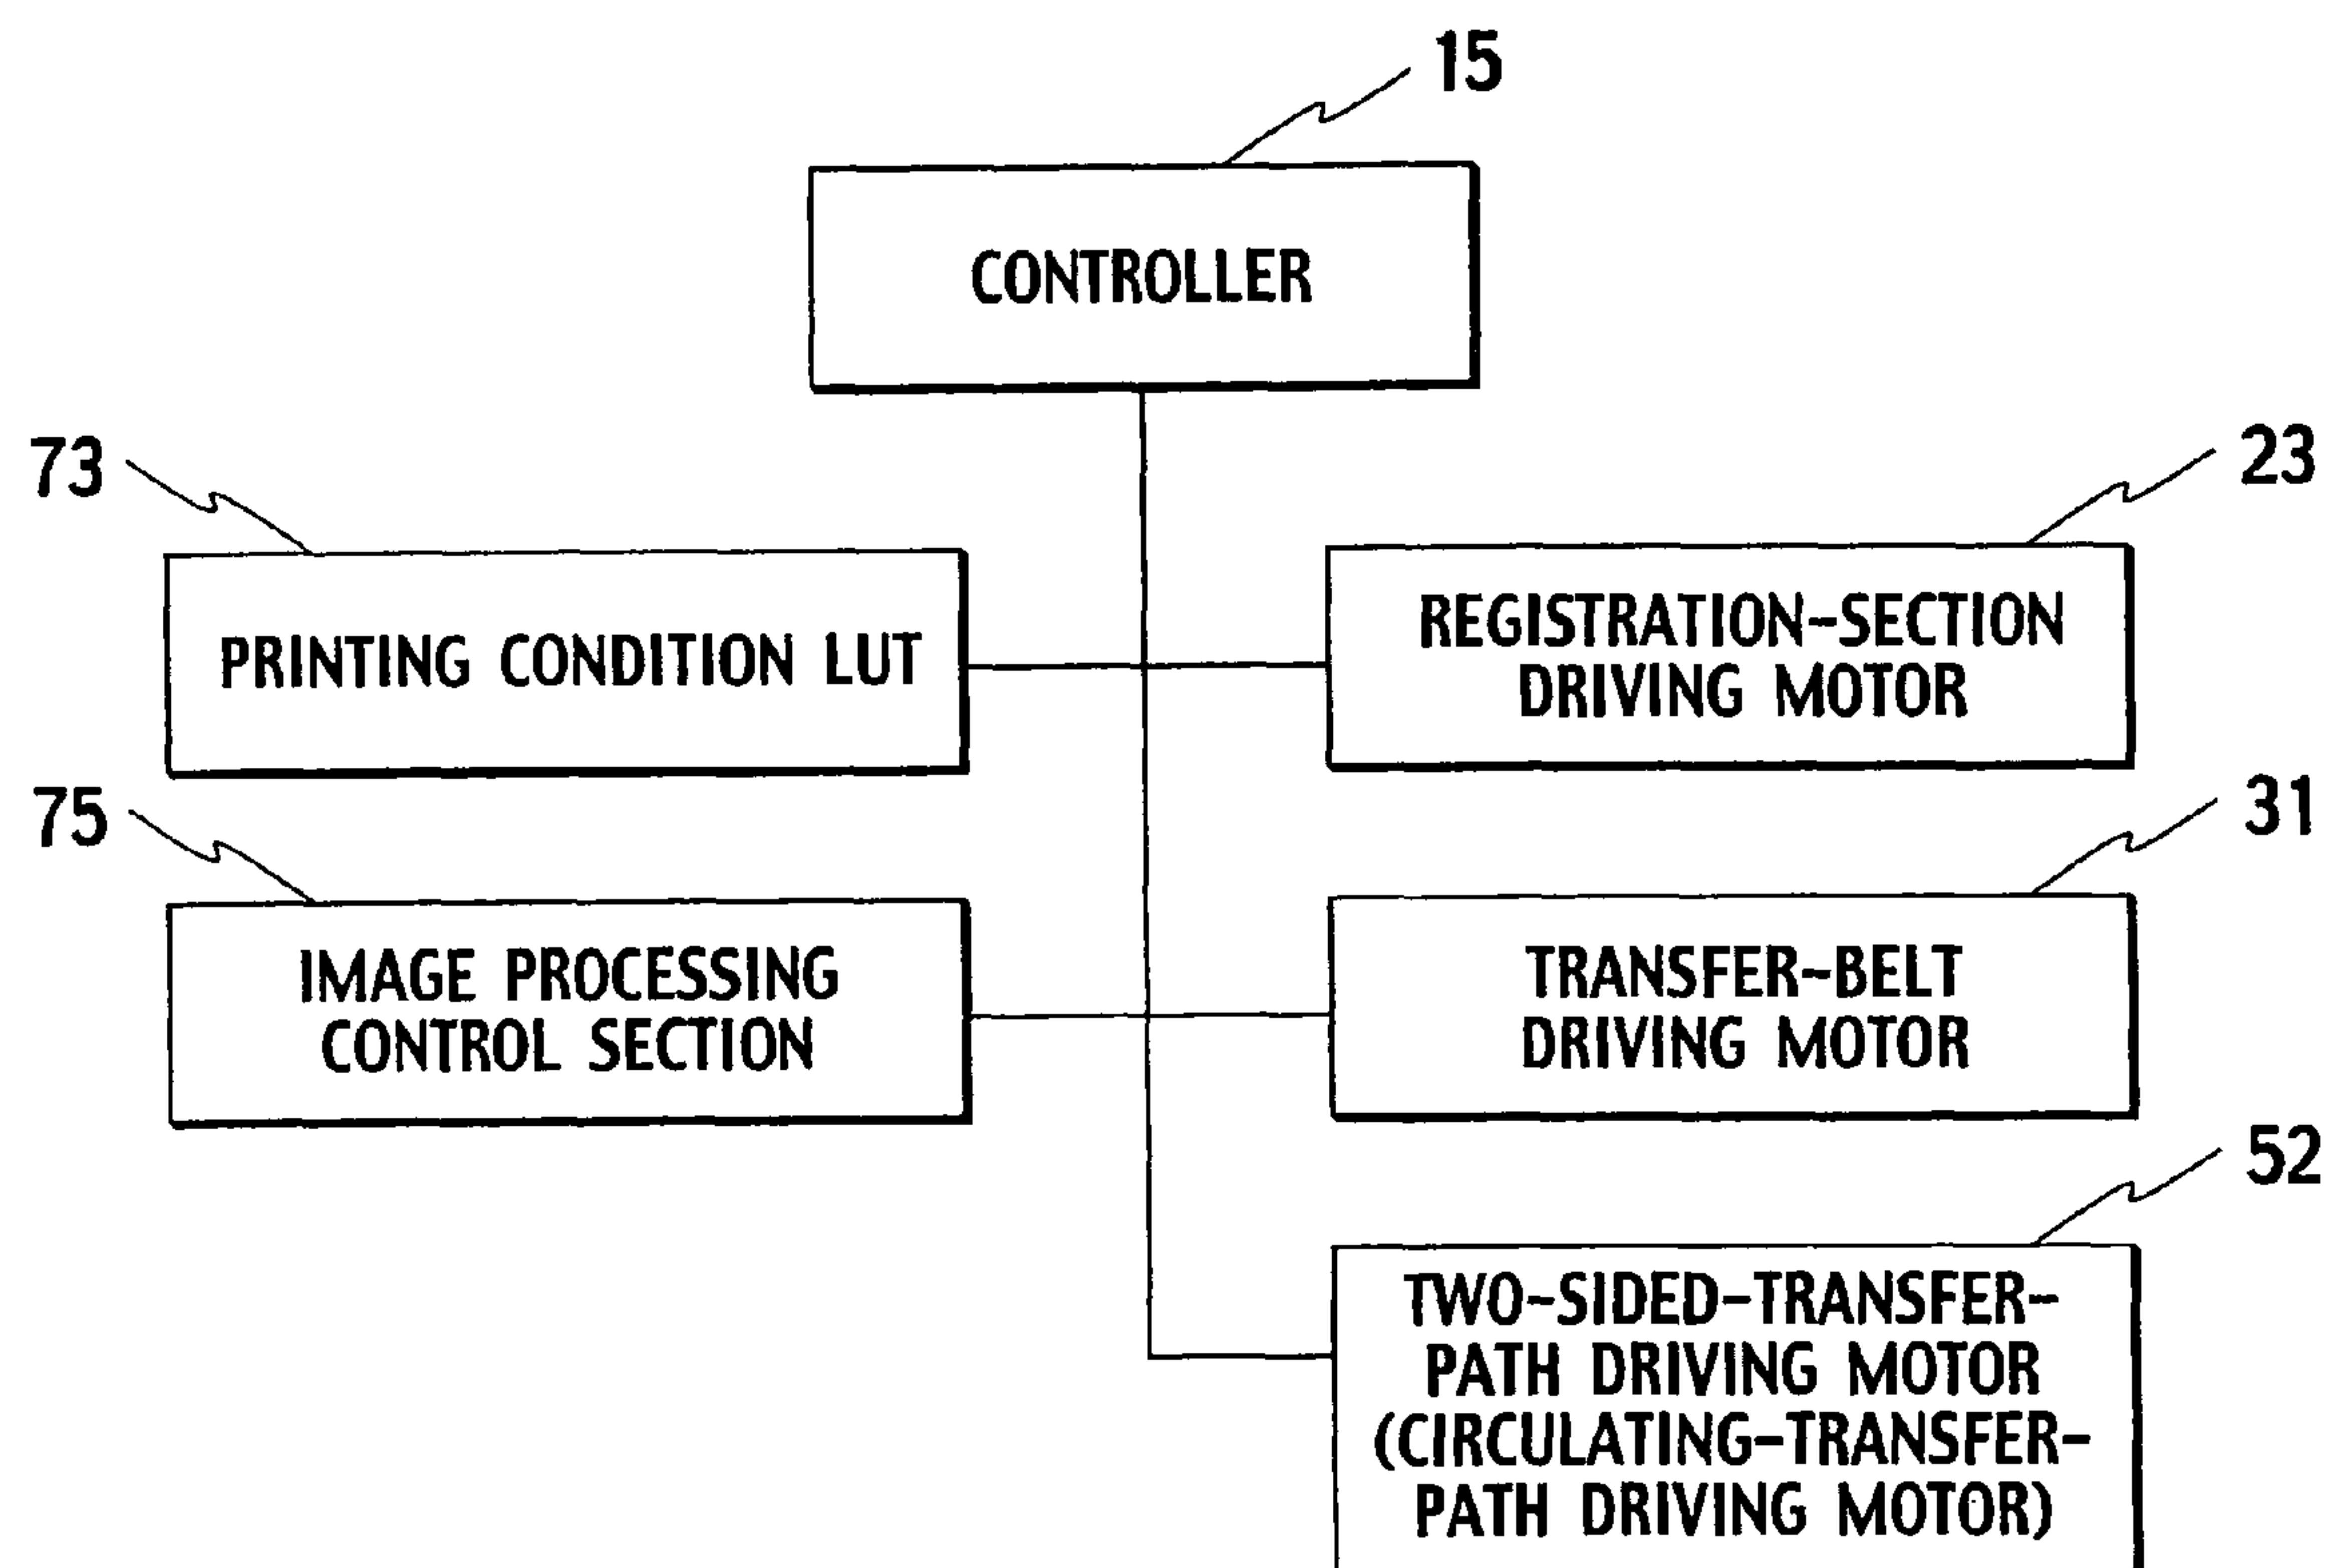 15
CONTROLLER
73
PRINTING CONDITION LUT
23
REGISTRATION-SECTION
DRIVING MOTOR
75
IMAGE PROCESSING
CONTROL SECTION
31
TRANSFER-BELT
DRIVING MOTOR
52
TWO-SIDED-TRANSFER-
PATH DRIVING MOTOR
(CIRCULATING-TRANSFER-
PATH DRIVING MOTOR)